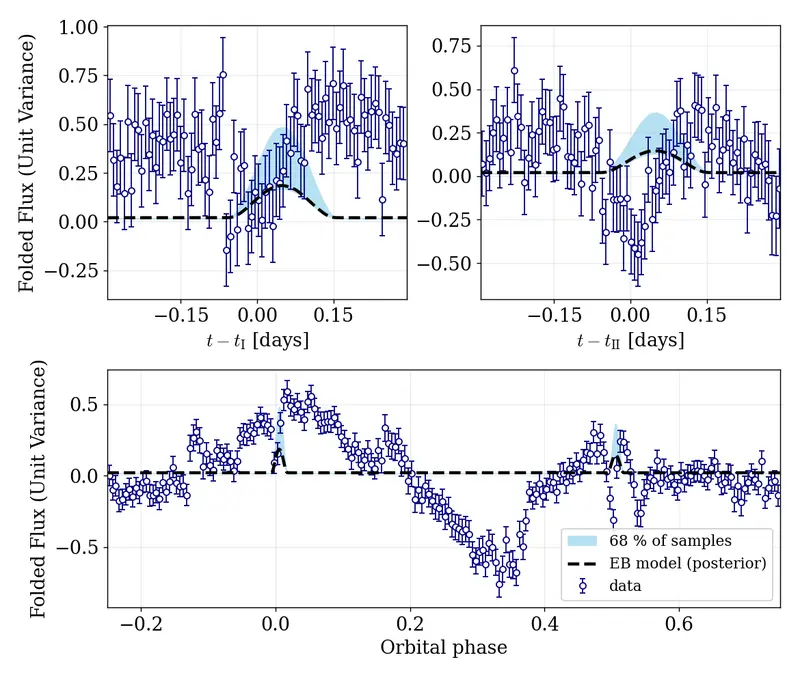 Folded Flux (Unit Variance)
1.00
0.75
0.50
0.25
0.00
−0.25
−0.15 0.00 0.15
t − tI [days]
0.75
0.50
0.25
0.00
−0.25
−0.50
−0.15 0.00 0.15
t − tII [days]
Folded Flux (Unit Variance)
0.5
0.0
−0.5
−0.2 0.0 0.2 0.4 0.6
Orbital phase
68 % of samples
EB model (posterior)
data